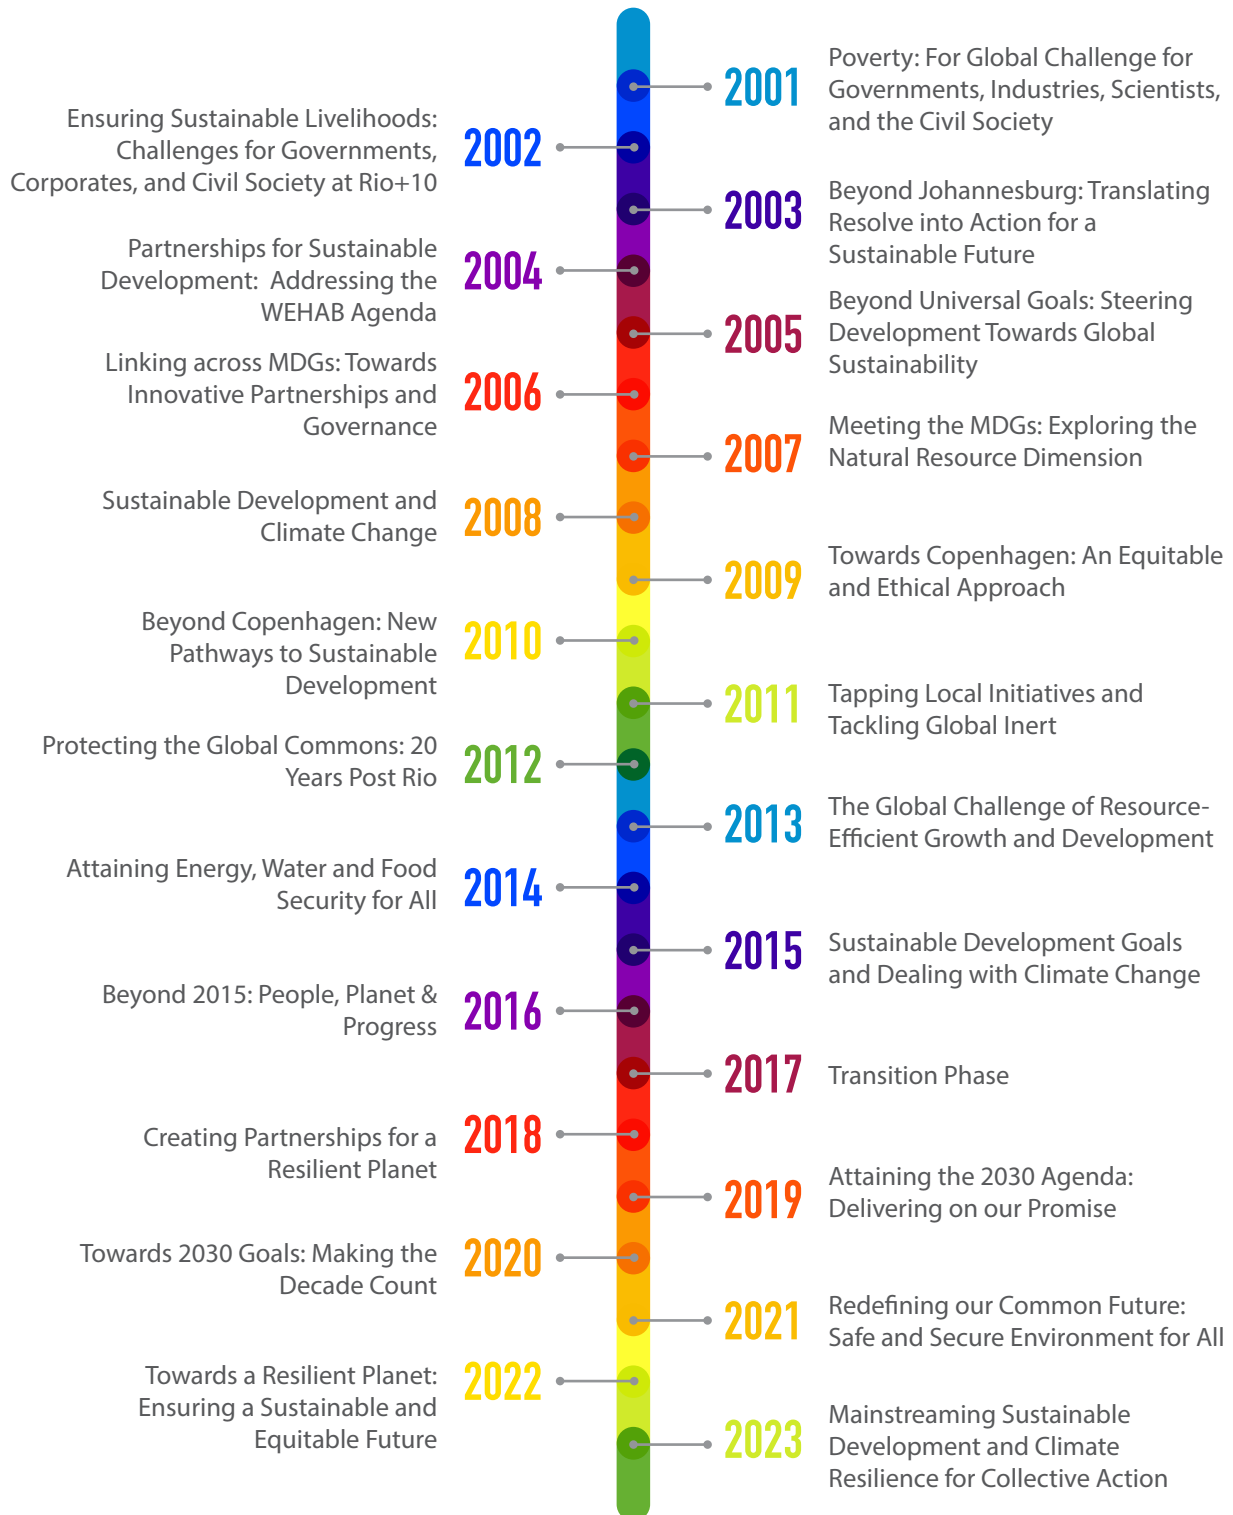 2001
Poverty: For Global Challenge for
Governments, Industries, Scientists,
and the Civil Society
Ensuring Sustainable Livelihoods:
Challenges for Governments,
Corporates, and Civil Society at Rio+10
2002
2003
Beyond Johannesburg: Translating
Resolve into Action for a
Sustainable Future
Partnerships for Sustainable
Development:  Addressing the
WEHAB Agenda
2004
2005
Beyond Universal Goals: Steering
Development Towards Global
Sustainability
Linking across MDGs: Towards
Innovative Partnerships and
Governance
2006
2007
Meeting the MDGs: Exploring the
Natural Resource Dimension
Sustainable Development and
Climate Change
2008
2009
Towards Copenhagen: An Equitable
and Ethical Approach
Beyond Copenhagen: New
Pathways to Sustainable
Development
2010
2011
Tapping Local Initiatives and
Tackling Global Inert
Protecting the Global Commons: 20
Years Post Rio
2012
2013
The Global Challenge of Resource-
Efficient Growth and Development
Attaining Energy, Water and Food
Security for All
2014
2015
Sustainable Development Goals
and Dealing with Climate Change
Beyond 2015: People, Planet &
Progress
2016
2017
Transition Phase
Creating Partnerships for a
Resilient Planet
2018
2019
Attaining the 2030 Agenda:
Delivering on our Promise
Towards 2030 Goals: Making the
Decade Count
2020
2021
Redefining our Common Future:
Safe and Secure Environment for All
Towards a Resilient Planet:
Ensuring a Sustainable and
Equitable Future
2022
2023
Mainstreaming Sustainable
Development and Climate
Resilience for Collective Action